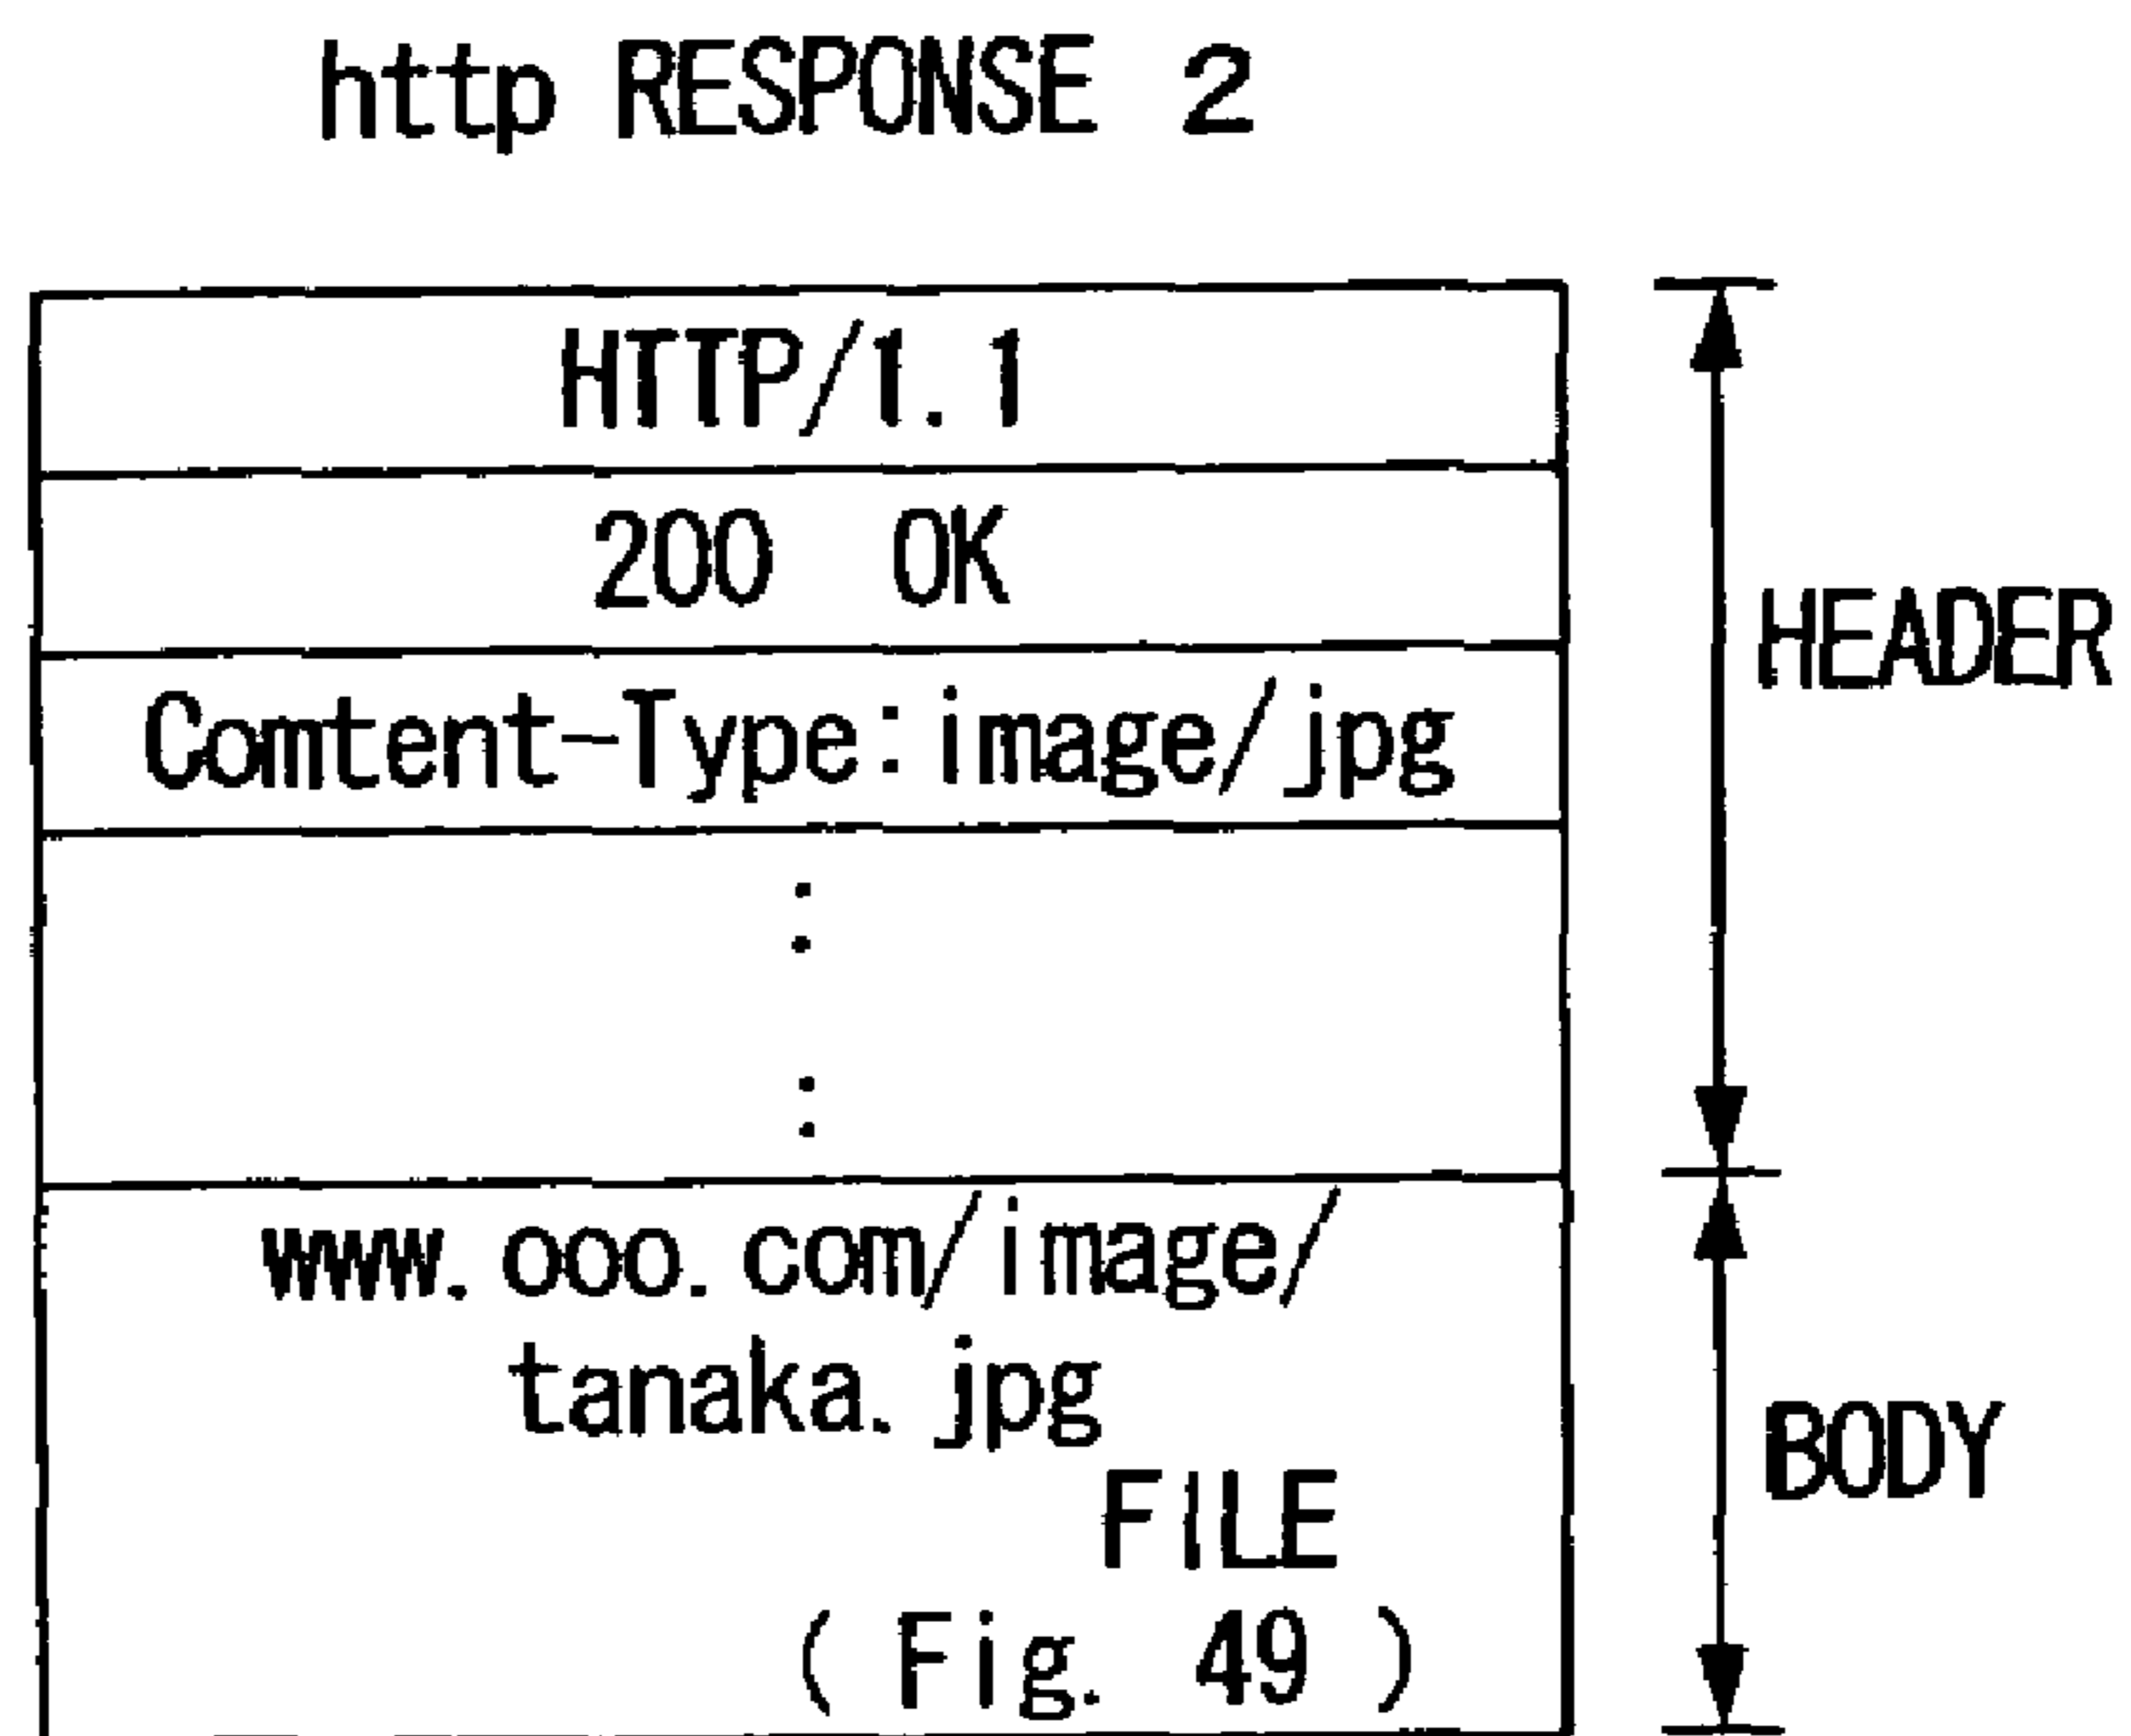 http RESPONSE 2
HTTP/1.1
200 OK
HEADER
Comtent-Type:image/jpg
:
:
www.ooo.com/image/
tanaka.jpg
BODY
FILE
(Fig. 49)